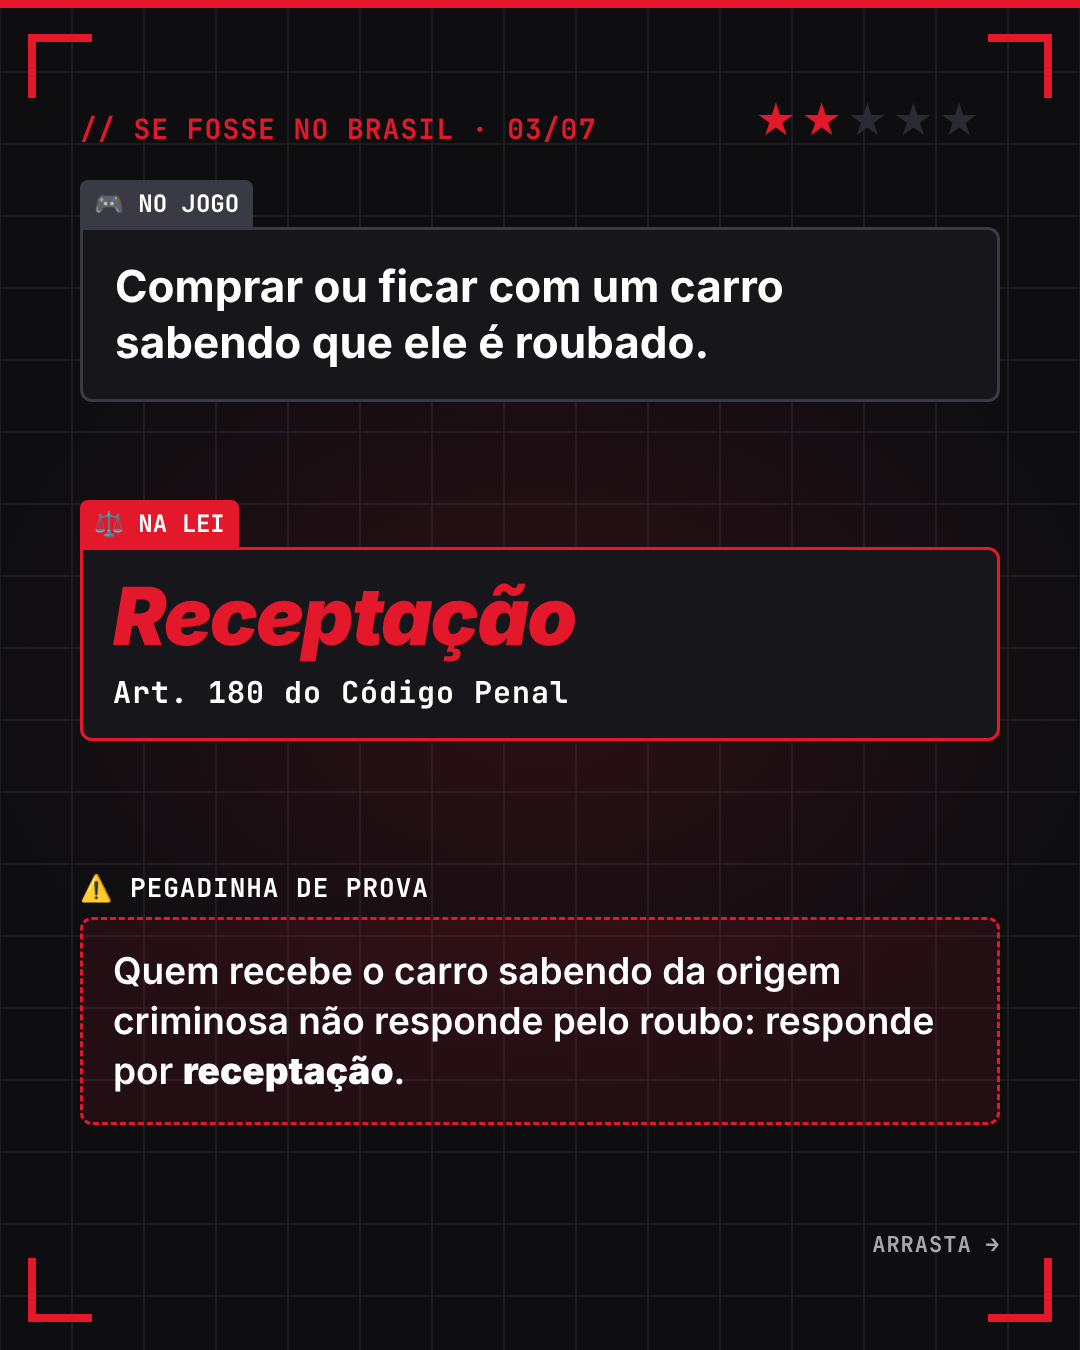 // SE FOSSE NO BRASIL · 03/07
🎮 NO JOGO
Comprar ou ficar com um carro
sabendo que ele é roubado.
⚖️ NA LEI
Receptação
Art. 180 do Código Penal
⚠️ PEGADINHA DE PROVA
Quem recebe o carro sabendo da origem
criminosa não responde pelo roubo: responde
por receptação.
ARRASTA →